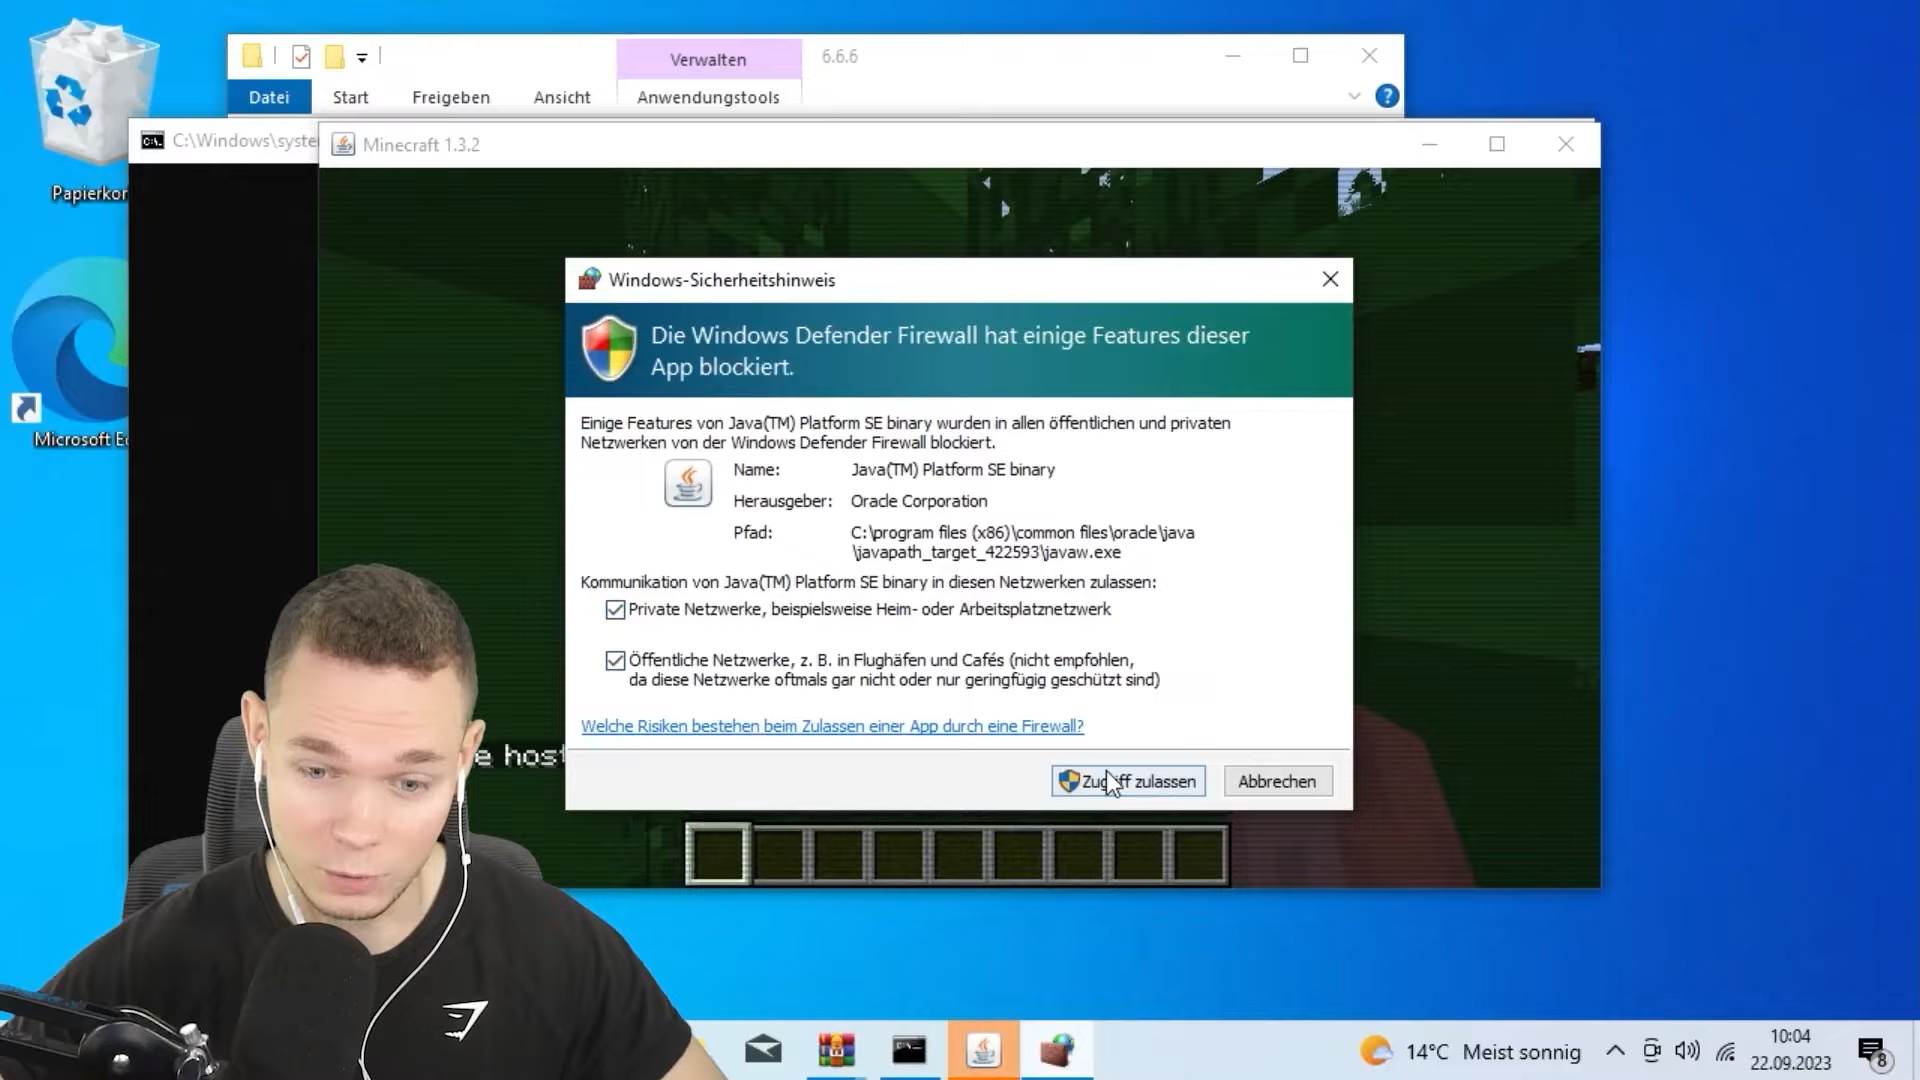 Verwalten
6.6.6
Datei
Start
Freigeben
Ansicht
Anwendungstools
?
C:\Windows\syste
Minecraft 1.3.2
Papierkor
Microsoft Ed
Windows-Sicherheitshinweis
Die Windows Defender Firewall hat einige Features dieser
App blockiert.
Einige Features von Java(TM) Platform SE binary wurden in allen öffentlichen und privaten
Netzwerken von der Windows Defender Firewall blockiert.
Name: Java(TM) Platform SE binary
Herausgeber: Oracle Corporation
Pfad: C:\program files (x86)\common files\oracle\java
\javapath_target_422593\javaw.exe
Kommunikation von Java(TM) Platform SE binary in diesen Netzwerken zulassen:
Private Netzwerke, beispielsweise Heim- oder Arbeitsplatznetzwerk
Öffentliche Netzwerke, z. B. in Flughäfen und Cafés (nicht empfohlen,
da diese Netzwerke oftmals gar nicht oder nur geringfügig geschützt sind)
Welche Risiken bestehen beim Zulassen einer App durch eine Firewall?
e host
Zugriff zulassen
Abbrechen
14°C Meist sonnig
10:04
22.09.2023
8